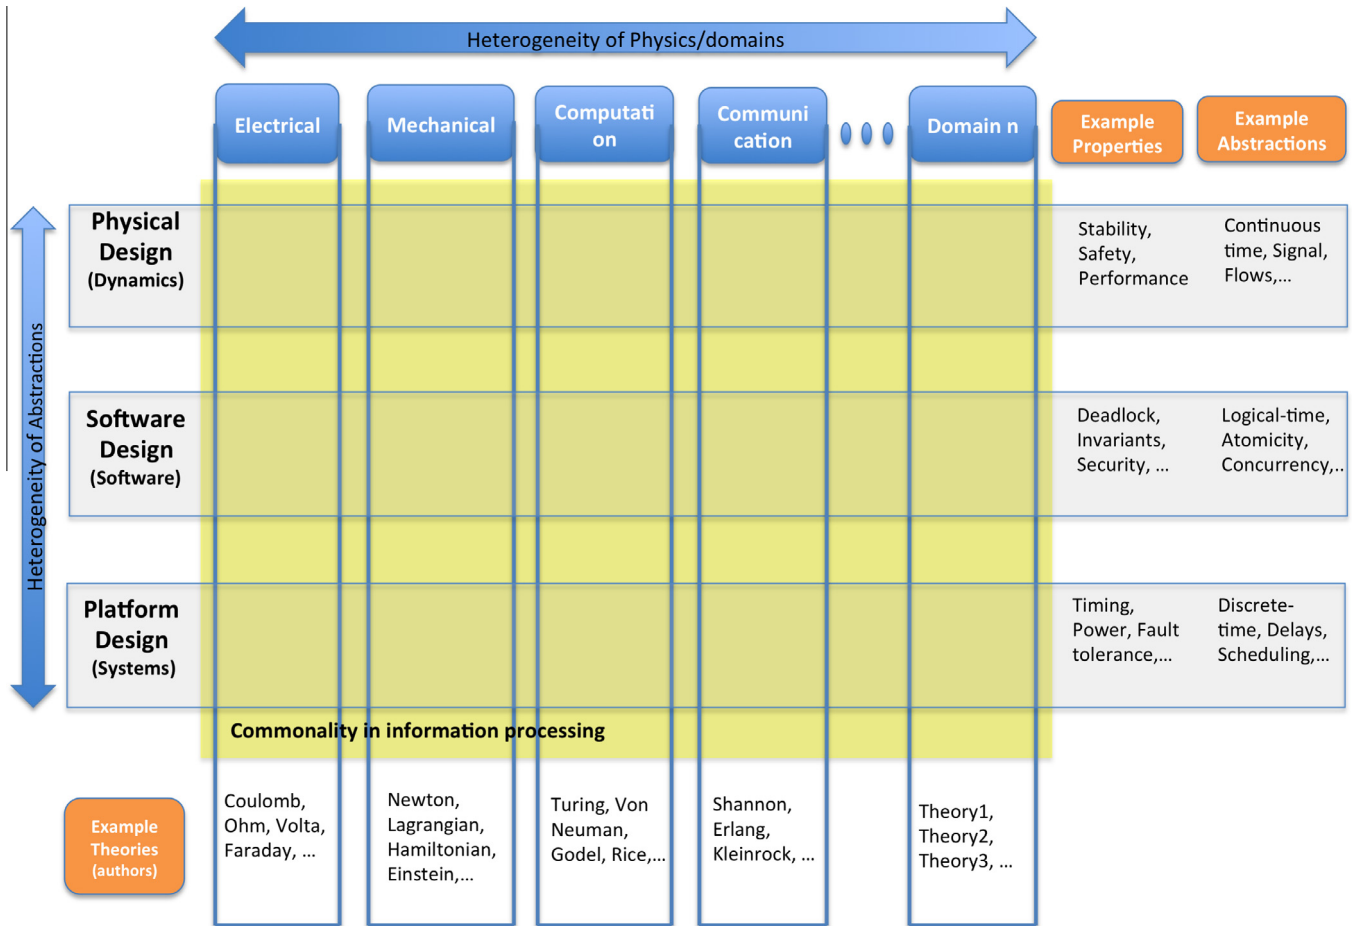 Heterogeneity of Physics/domains
Electrical
Mechanical
Computati
on
Communi
cation
Domain n
Example
Properties
Example
Abstractions
Heterogeneity of Abstractions
Physical
Design
(Dynamics)
Stability,
Safety,
Performance
Continuous
time, Signal,
Flows,...
Software
Design
(Software)
Deadlock,
Invariants,
Security, ...
Logical-time,
Atomicity,
Concurrency,..
Platform
Design
(Systems)
Timing,
Power, Fault
tolerance,...
Discrete-
time, Delays,
Scheduling,...
Commonality in information processing
Example
Theories
(authors)
Coulomb,
Ohm, Volta,
Faraday, ...
Newton,
Lagrangian,
Hamiltonian,
Einstein,...
Turing, Von
Neuman,
Godel, Rice,...
Shannon,
Erlang,
Kleinrock, ...
Theory1,
Theory2,
Theory3, ...